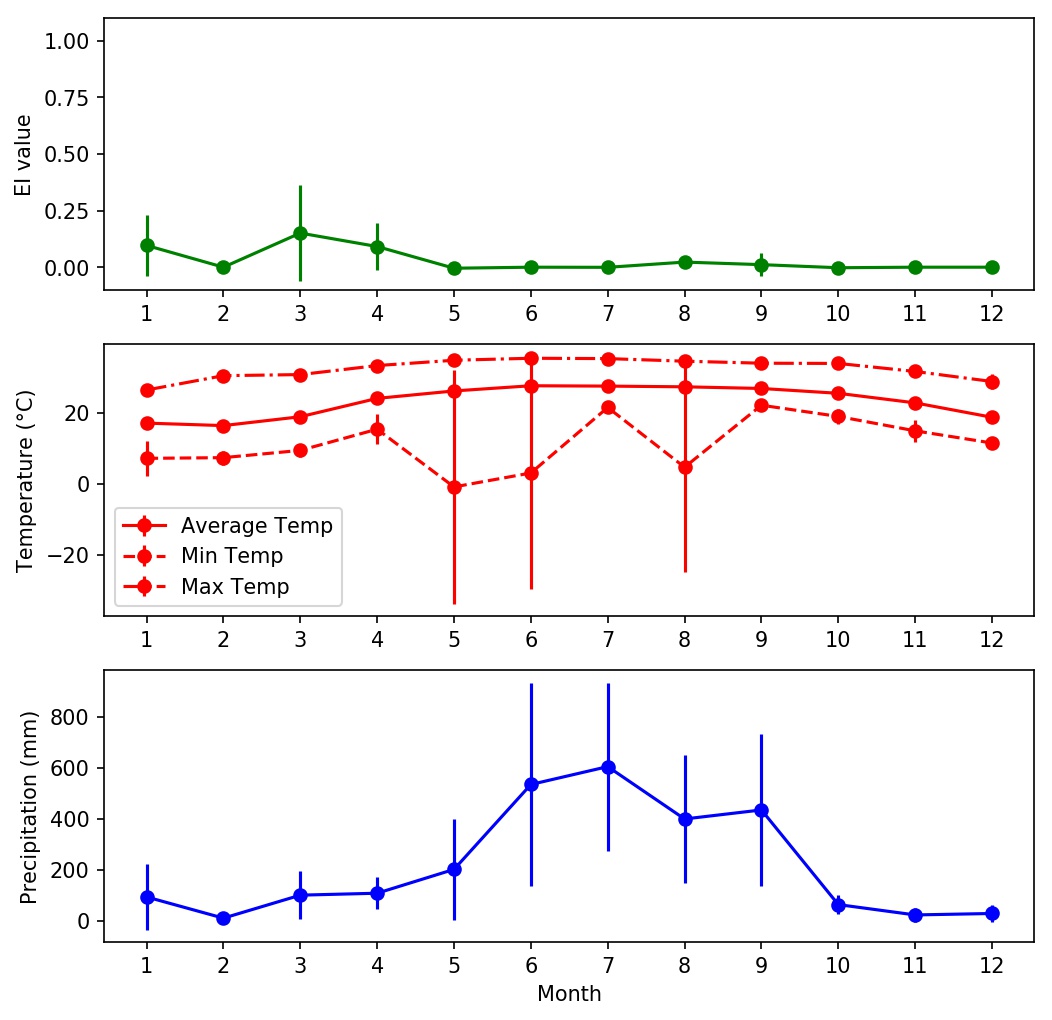 1.00
0.75
0.50
0.25
0.00
EI value
1 2 3 4 5 6 7 8 9 10 11 12
20
0
−20
Temperature (°C)
Average Temp
Min Temp
Max Temp
1 2 3 4 5 6 7 8 9 10 11 12
800
600
400
200
0
Precipitation (mm)
1 2 3 4 5 6 7 8 9 10 11 12
Month